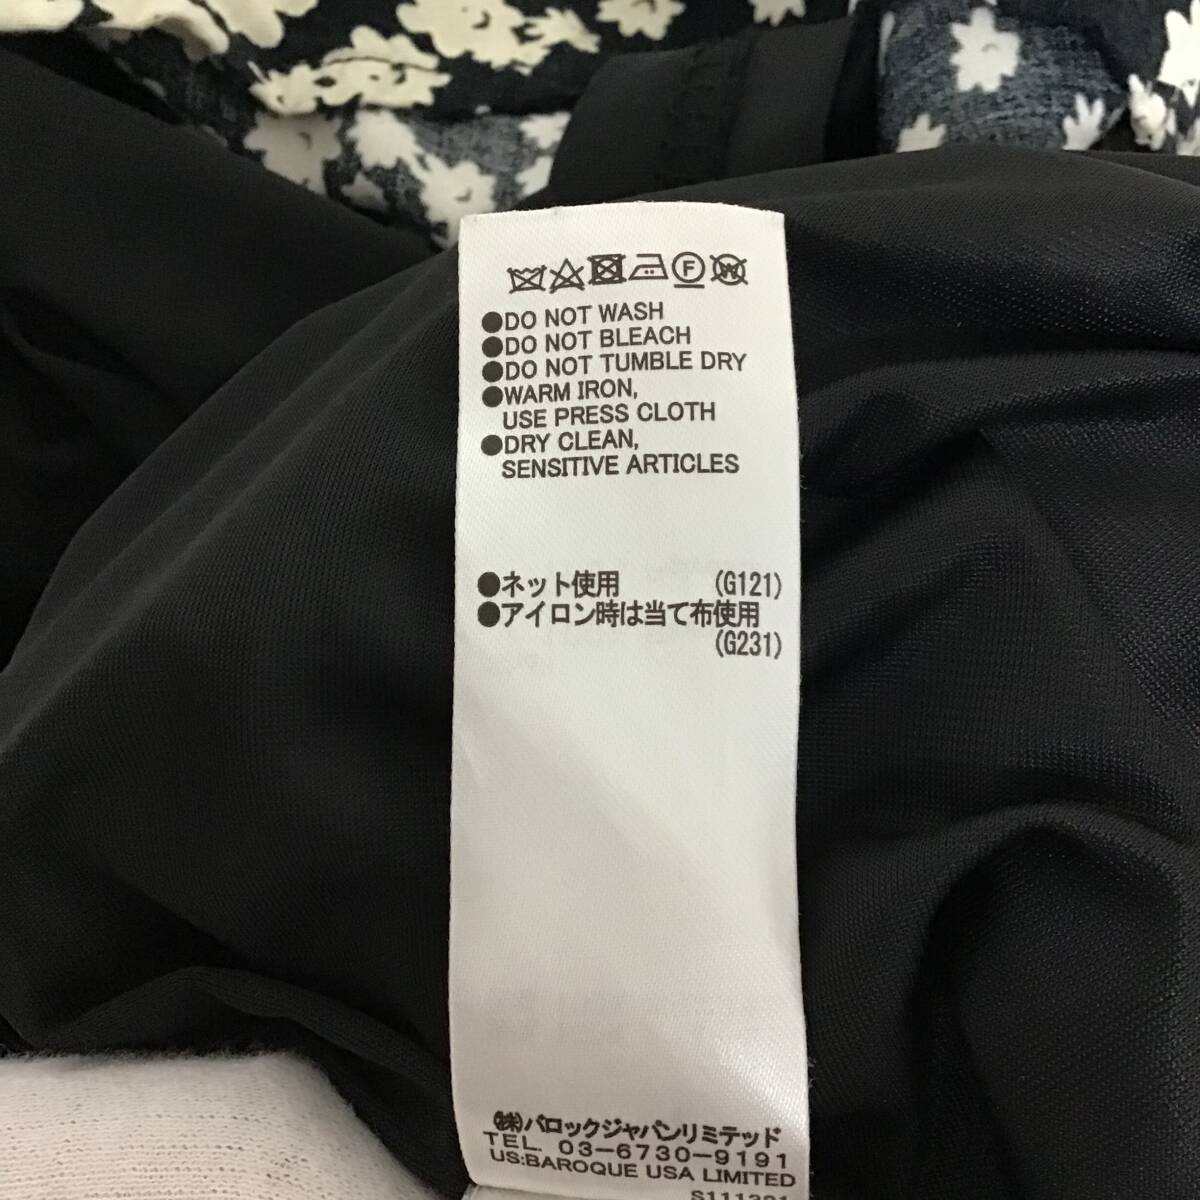 F W
●DO NOT WASH
●DO NOT BLEACH
●DO NOT TUMBLE DRY
●WARM IRON,
USE PRESS CLOTH
●DRY CLEAN,
SENSITIVE ARTICLES
●ネット使用 (G121)
●アイロン時は当て布使用
(G231)
㈱バロックジャパンリミテッド
TEL. 03-6730-9191
US:BAROQUE USA LIMITED